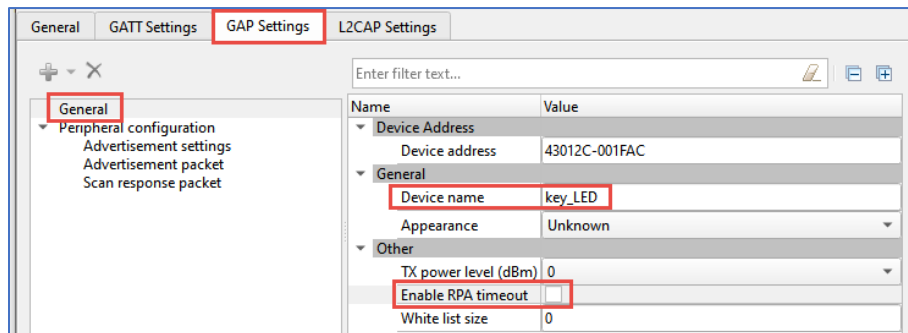 General GATT Settings GAP Settings L2CAP Settings
Enter filter text...
General
Peripheral configuration
Advertisement settings
Advertisement packet
Scan response packet
Name Value
Device Address
Device address 43012C-001FAC
General
Device name key_LED
Appearance Unknown
Other
TX power level (dBm) 0
Enable RPA timeout
White list size 0